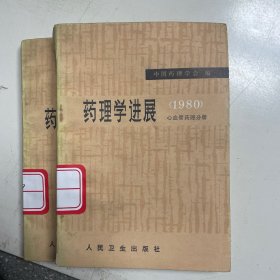 中国药理学会 编
药理学进展 (1980)
心血管药理分册
人民卫生出版社
药